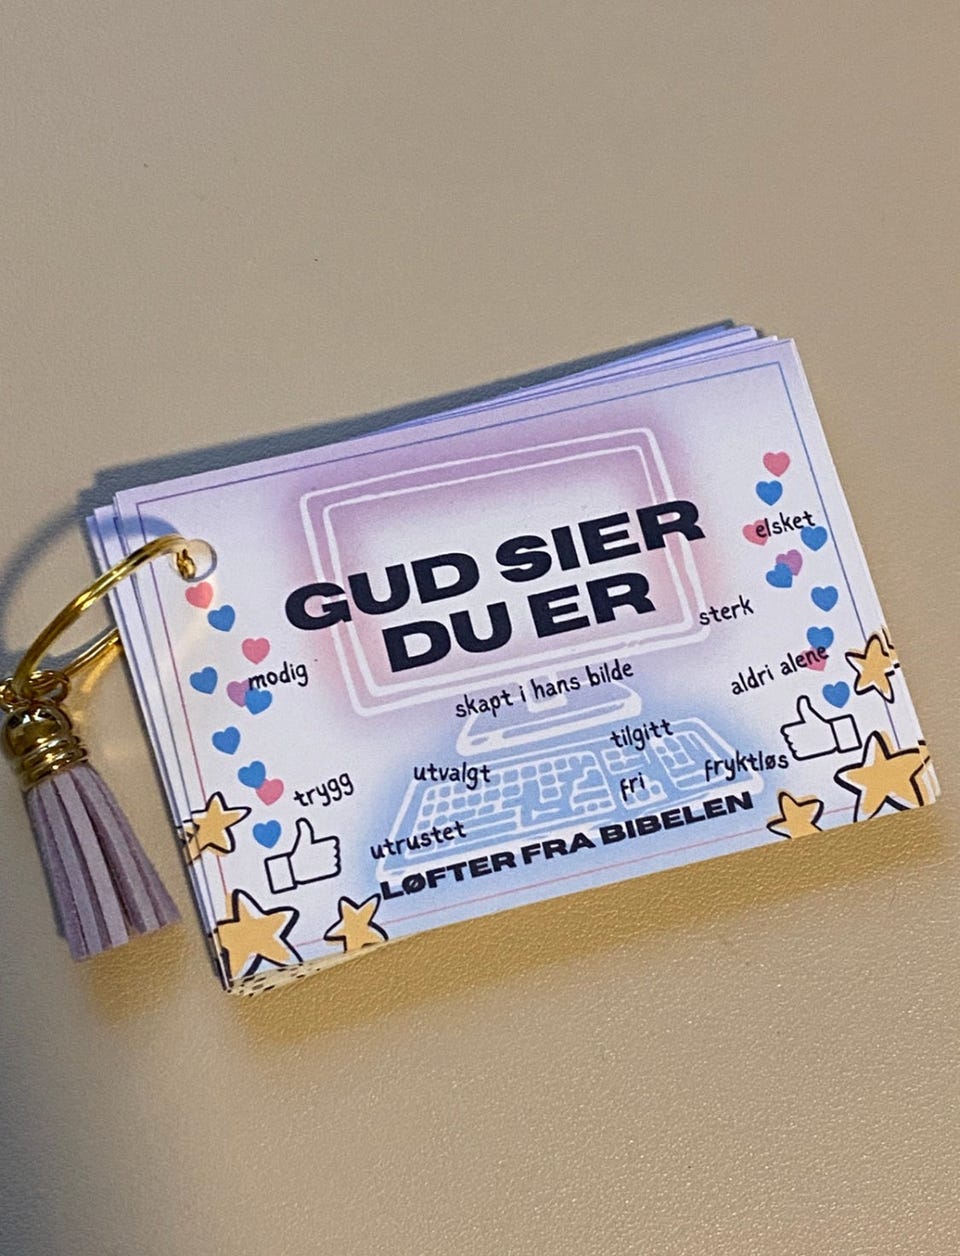 GUD SIER
DU ER
elsket
sterk
modig
aldri alene
skapt i hans bilde
tilgitt
utvalgt
fryktløs
trygg
fri
utrustet
LØFTER FRA BIBELEN